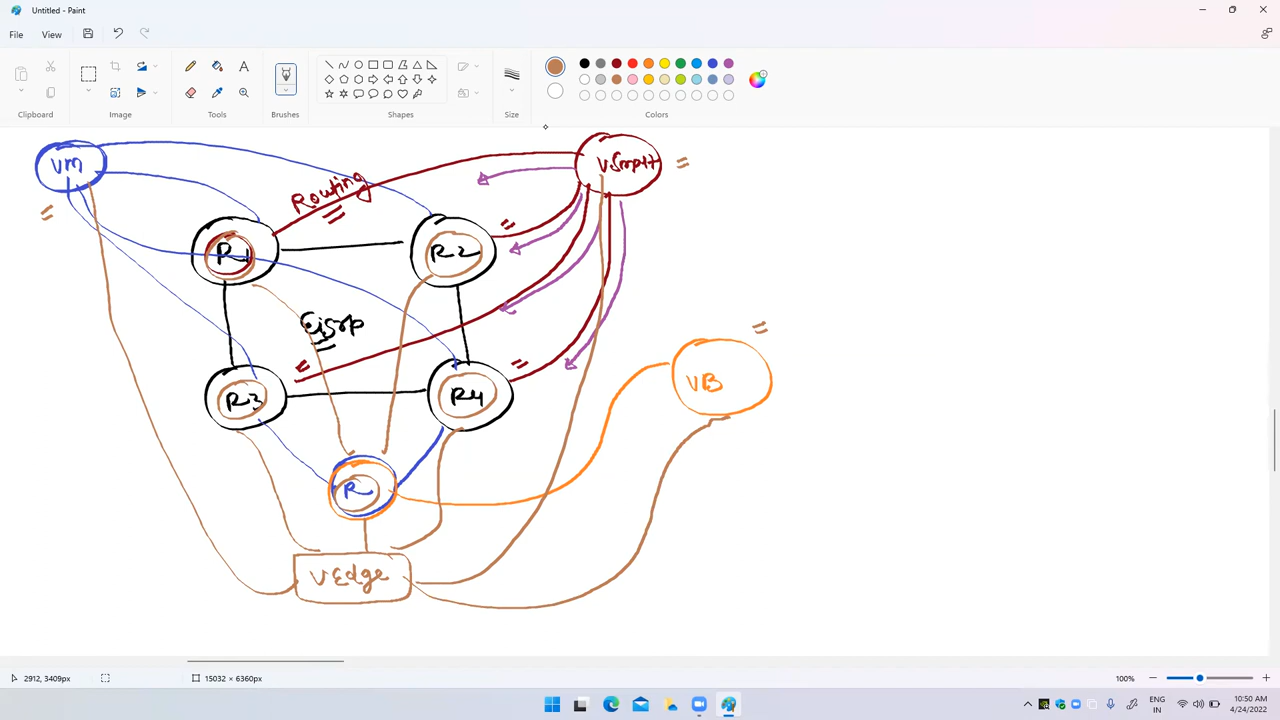 Untitled - Paint
File View
Clipboard Image Tools Brushes Shapes Size Colors
VM
VSmart
Routing
R1
R2
Eigrp
R3
R4
VB
R
VEdge
2912, 3409px
15032 × 6360px
100%
ENG
IN
10:50 AM
4/24/2022